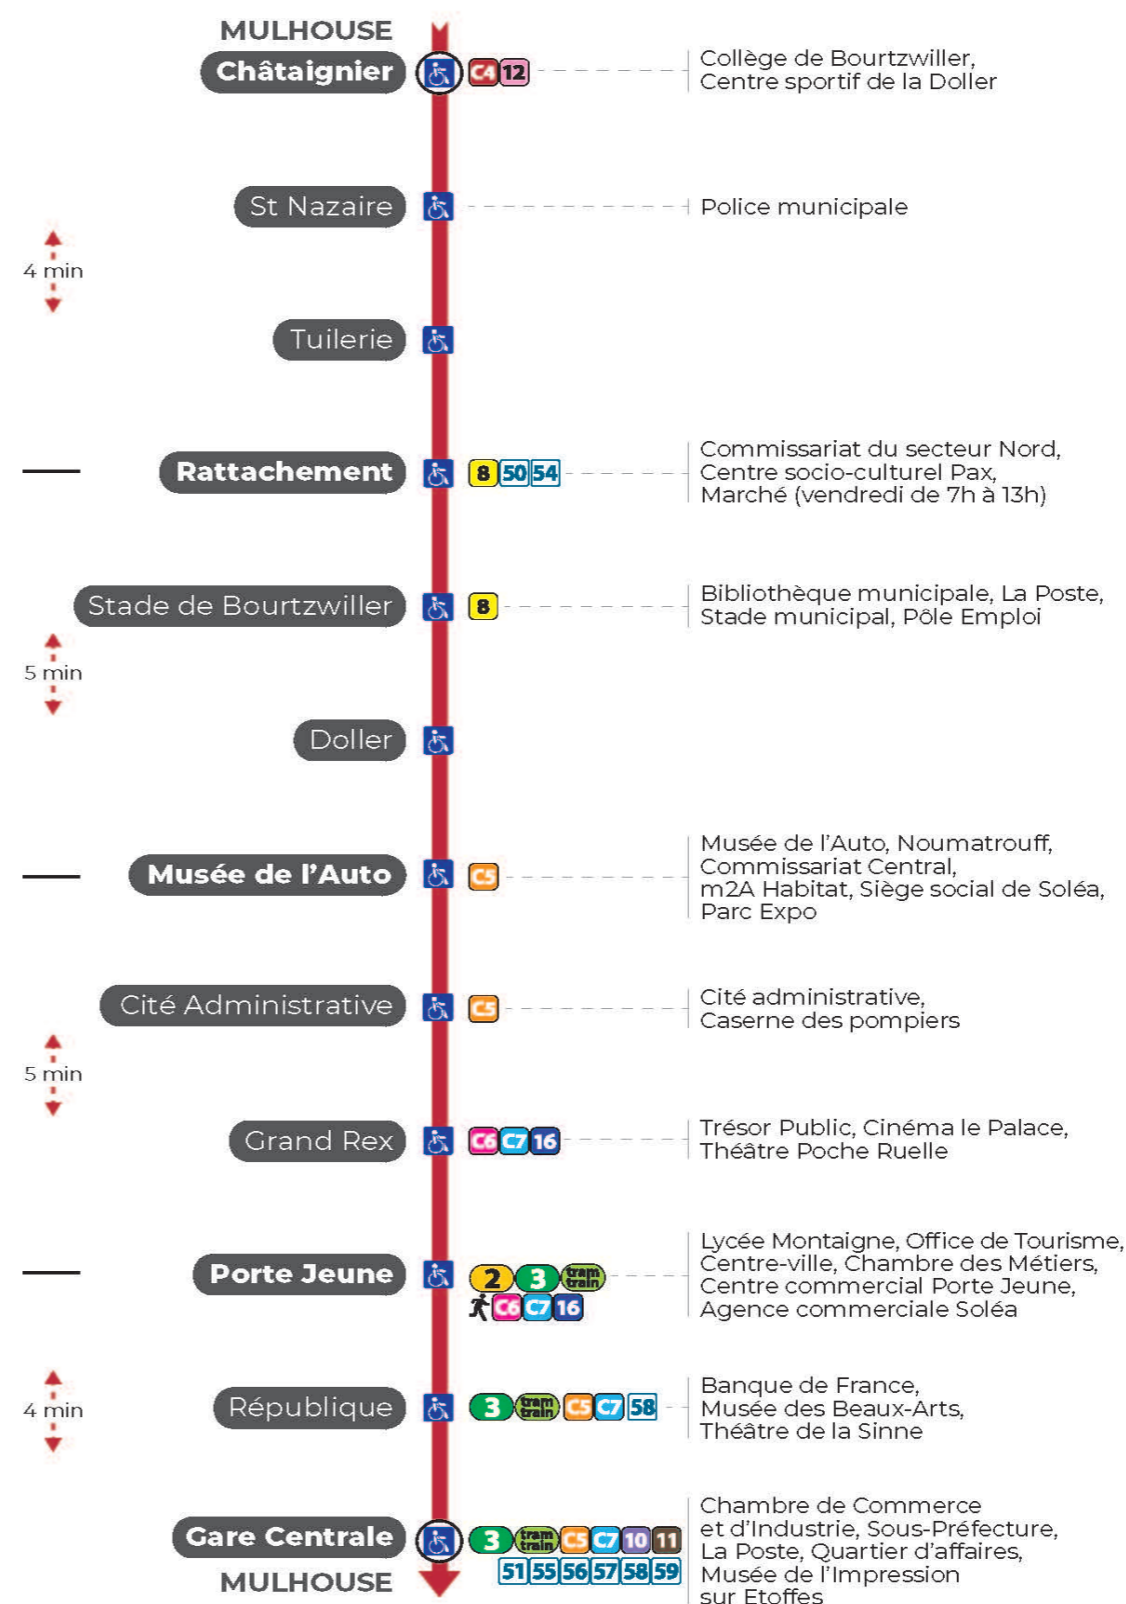 MULHOUSE
Châtaignier C4 12
Collège de Bourtzwiller,
Centre sportif de la Doller
St Nazaire
Police municipale
4 min
Tuilerie
Rattachement 8 50 54
Commissariat du secteur Nord,
Centre socio-culturel Pax,
Marché (vendredi de 7h à 13h)
Stade de Bourtzwiller 8
Bibliothèque municipale, La Poste,
Stade municipal, Pôle Emploi
5 min
Doller
Musée de l'Auto C5
Musée de l'Auto, Noumatrouff,
Commissariat Central,
m2A Habitat, Siège social de Soléa,
Parc Expo
Cité Administrative C5
Cité administrative,
Caserne des pompiers
5 min
Grand Rex C6 C7 16
Trésor Public, Cinéma le Palace,
Théâtre Poche Ruelle
Porte Jeune 2 3 tram train
C6 C7 16
Lycée Montaigne, Office de Tourisme,
Centre-ville, Chambre des Métiers,
Centre commercial Porte Jeune,
Agence commerciale Soléa
4 min
République 3 tram train C5 C7 58
Banque de France,
Musée des Beaux-Arts,
Théâtre de la Sinne
Gare Centrale 3 tram train C5 C7 10 11
51 55 56 57 58 59
MULHOUSE
Chambre de Commerce
et d'Industrie, Sous-Préfecture,
La Poste, Quartier d'affaires,
Musée de l'Impression
sur Etoffes